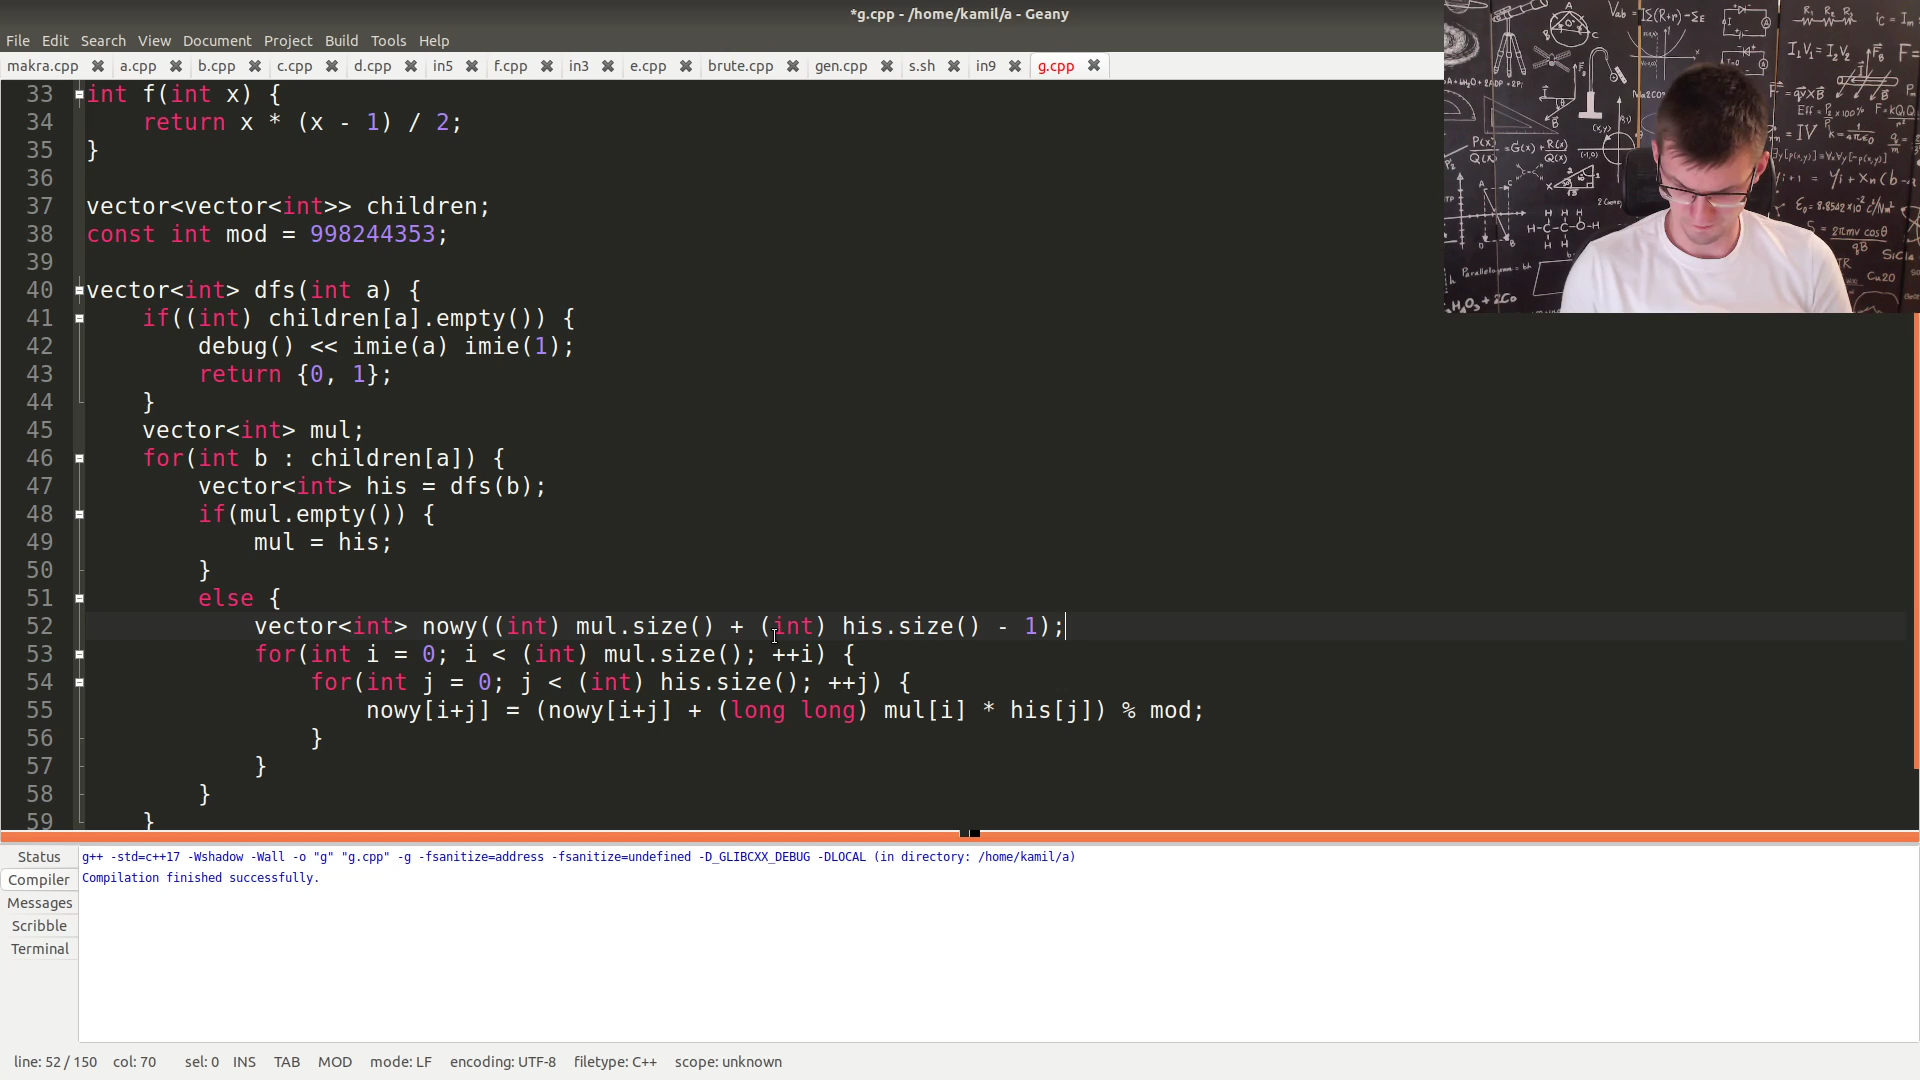 *g.cpp - /home/kamil/a - Geany
File Edit Search View Document Project Build Tools Help
makra.cpp a.cpp b.cpp c.cpp d.cpp in5 f.cpp in3 e.cpp brute.cpp gen.cpp s.sh in9 g.cpp
33 int f(int x) {
34 return x * (x - 1) / 2;
35 }
36
37 vector<vector<int>> children;
38 const int mod = 998244353;
39
40 vector<int> dfs(int a) {
41 if((int) children[a].empty()) {
42 debug() << imie(a) imie(1);
43 return {0, 1};
44 }
45 vector<int> mul;
46 for(int b : children[a]) {
47 vector<int> his = dfs(b);
48 if(mul.empty()) {
49 mul = his;
50 }
51 else {
52 vector<int> nowy((int) mul.size() + (int) his.size() - 1);
53 for(int i = 0; i < (int) mul.size(); ++i) {
54 for(int j = 0; j < (int) his.size(); ++j) {
55 nowy[i+j] = (nowy[i+j] + (long long) mul[i] * his[j]) % mod;
56 }
57 }
58 }
59 }
Status
Compiler
Messages
Scribble
Terminal
g++ -std=c++17 -Wshadow -Wall -o "g" "g.cpp" -g -fsanitize=address -fsanitize=undefined -D_GLIBCXX_DEBUG -DLOCAL (in directory: /home/kamil/a)
Compilation finished successfully.
line: 52 / 150 col: 70 sel: 0 INS TAB MOD mode: LF encoding: UTF-8 filetype: C++ scope: unknown